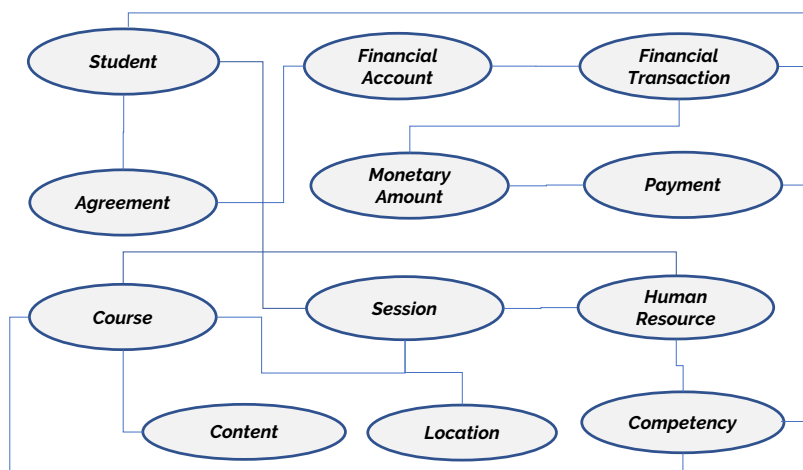 Student
Financial
Account
Financial
Transaction
Agreement
Monetary
Amount
Payment
Course
Session
Human
Resource
Content
Location
Competency